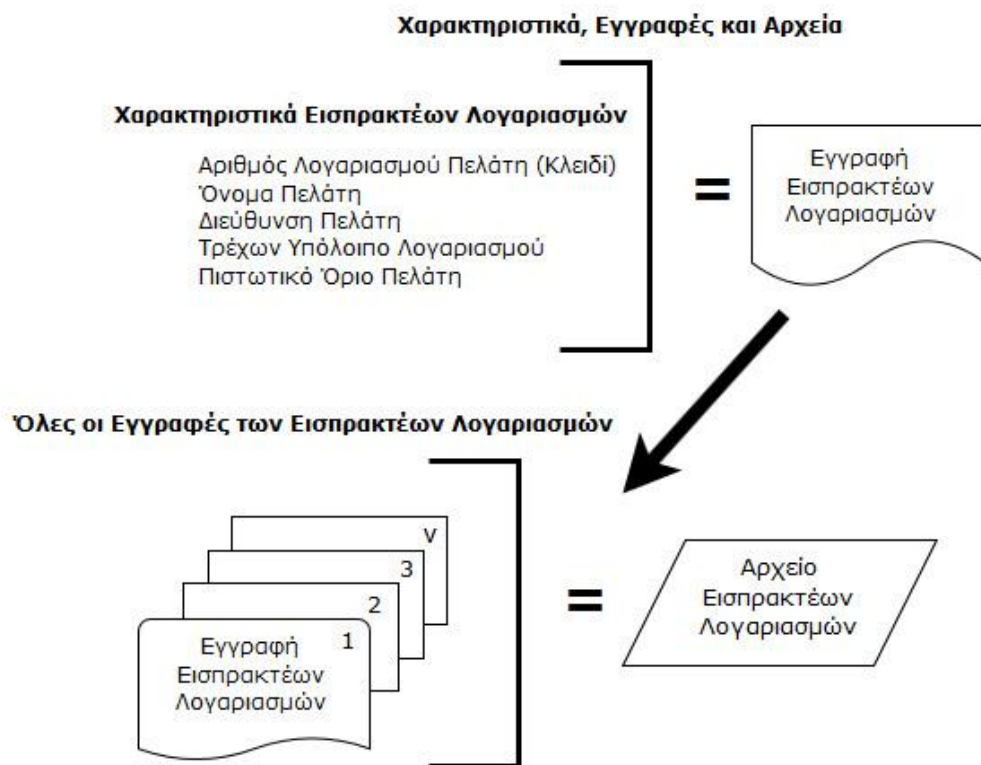 Χαρακτηριστικά, Εγγραφές και Αρχεία
Χαρακτηριστικά Εισπρακτέων Λογαριασμών
Αριθμός Λογαριασμού Πελάτη (Κλειδί)
Όνομα Πελάτη
Διεύθυνση Πελάτη
Τρέχων Υπόλοιπο Λογαριασμού
Πιστωτικό Όριο Πελάτη
=
Εγγραφή
Εισπρακτέων
Λογαριασμών
Όλες οι Εγγραφές των Εισπρακτέων Λογαριασμών
ν
3
2
1
Εγγραφή
Εισπρακτέων
Λογαριασμών
=
Αρχείο
Εισπρακτέων
Λογαριασμών